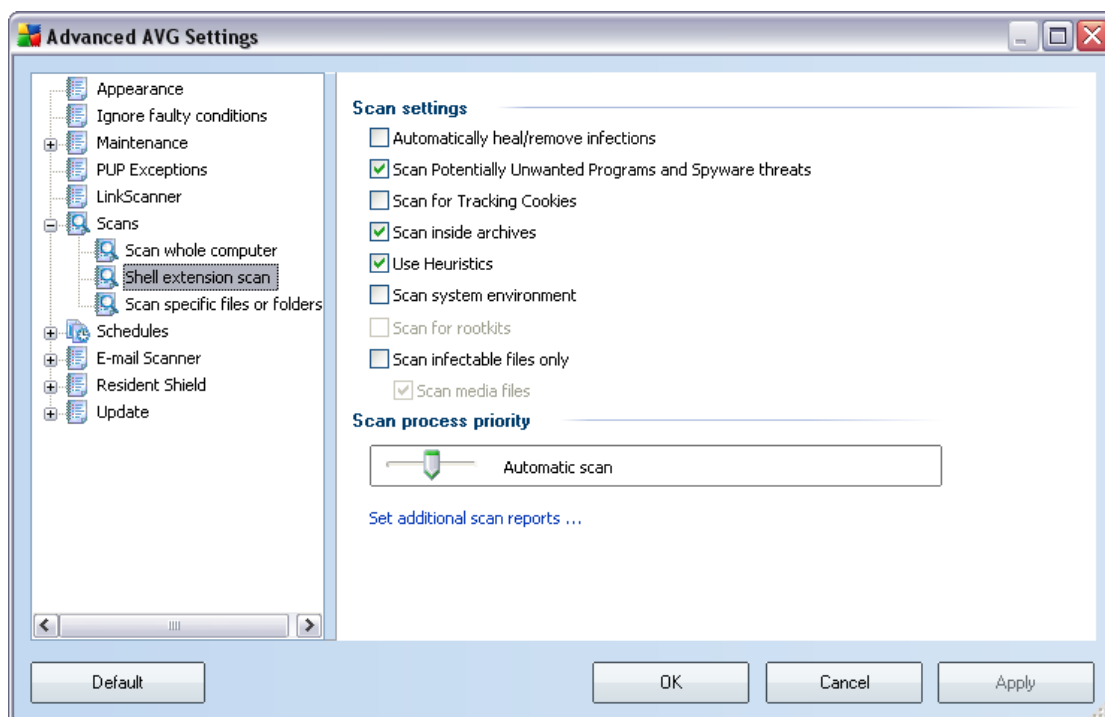 Advanced AVG Settings
Appearance
Ignore faulty conditions
Maintenance
PUP Exceptions
LinkScanner
Scans
Scan whole computer
Shell extension scan
Scan specific files or folders
Schedules
E-mail Scanner
Resident Shield
Update
Scan settings
Automatically heal/remove infections
Scan Potentially Unwanted Programs and Spyware threats
Scan for Tracking Cookies
Scan inside archives
Use Heuristics
Scan system environment
Scan for rootkits
Scan infectable files only
Scan media files
Scan process priority
Automatic scan
Set additional scan reports ...
Default
OK
Cancel
Apply